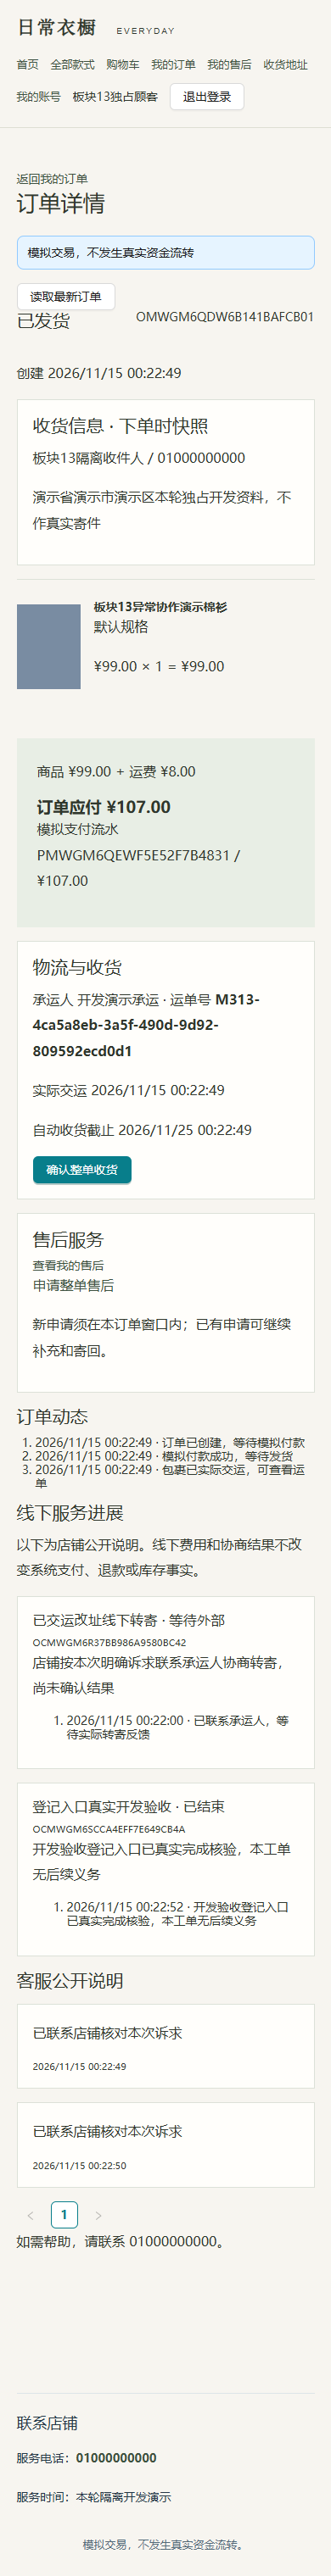 日常衣橱 EVERYDAY
首页 全部款式 购物车 我的订单 我的售后 收货地址
我的账号 板块13独占顾客 退出登录
返回我的订单
订单详情
模拟交易，不发生真实资金流转
读取最新订单
已发货 OMWGM6QDW6B141BAFCB01
创建 2026/11/15 00:22:49
收货信息 · 下单时快照
板块13隔离收件人 / 01000000000
演示省演示市演示区本轮独占开发资料，不
作真实寄件
板块13异常协作演示棉衫
默认规格
¥99.00 × 1 = ¥99.00
商品 ¥99.00 + 运费 ¥8.00
订单应付 ¥107.00
模拟支付流水
PMWGM6QEWF5E52F7B4831 /
¥107.00
物流与收货
承运人 开发演示承运 · 运单号 M313-
4ca5a8eb-3a5f-490d-9d92-
809592ecd0d1
实际交运 2026/11/15 00:22:49
自动收货截止 2026/11/25 00:22:49
确认整单收货
售后服务
查看我的售后
申请整单售后
新申请须在本订单窗口内；已有申请可继续
补充和寄回。
订单动态
1. 2026/11/15 00:22:49 · 订单已创建，等待模拟付款
2. 2026/11/15 00:22:49 · 模拟付款成功，等待发货
3. 2026/11/15 00:22:49 · 包裹已实际交运，可查看运
单
线下服务进展
以下为店铺公开说明。线下费用和协商结果不改
变系统支付、退款或库存事实。
已交运改址线下转寄 · 等待外部
OCMWGM6R37BB986A9580BC42
店铺按本次明确诉求联系承运人协商转寄，
尚未确认结果
1. 2026/11/15 00:22:00 · 已联系承运人，等
待实际转寄反馈
登记入口真实开发验收 · 已结束
OCMWGM6SCCA4EFF7E649CB4A
开发验收登记入口已真实完成核验，本工单
无后续义务
1. 2026/11/15 00:22:52 · 开发验收登记入口
已真实完成核验，本工单无后续义务
客服公开说明
已联系店铺核对本次诉求
2026/11/15 00:22:49
已联系店铺核对本次诉求
2026/11/15 00:22:50
< 1 >
如需帮助，请联系 01000000000。
联系店铺
服务电话：01000000000
服务时间：本轮隔离开发演示
模拟交易，不发生真实资金流转。